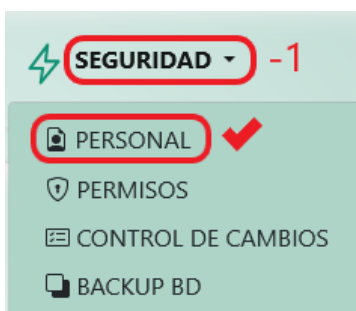 SEGURIDAD -1
PERSONAL
PERMISOS
CONTROL DE CAMBIOS
BACKUP BD